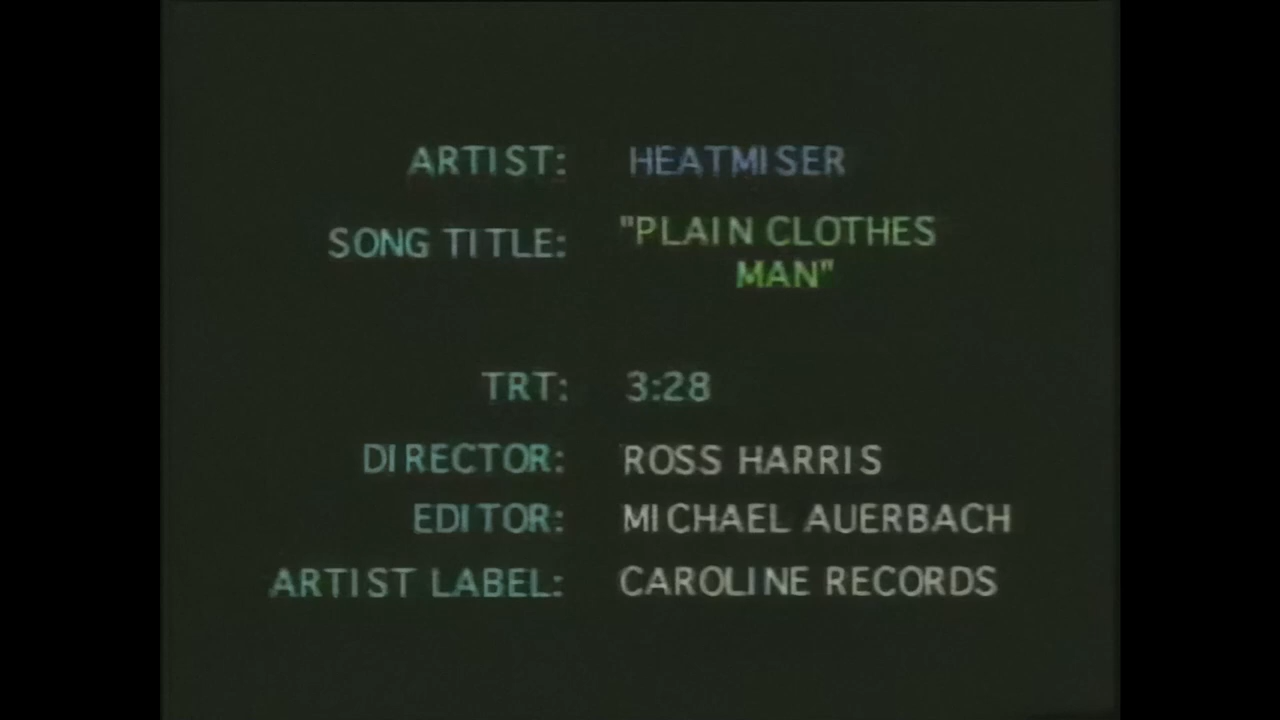 ARTIST: HEATMISER
SONG TITLE: "PLAIN CLOTHES
MAN"
TRT: 3:28
DIRECTOR: ROSS HARRIS
EDITOR: MICHAEL AUERBACH
ARTIST LABEL: CAROLINE RECORDS